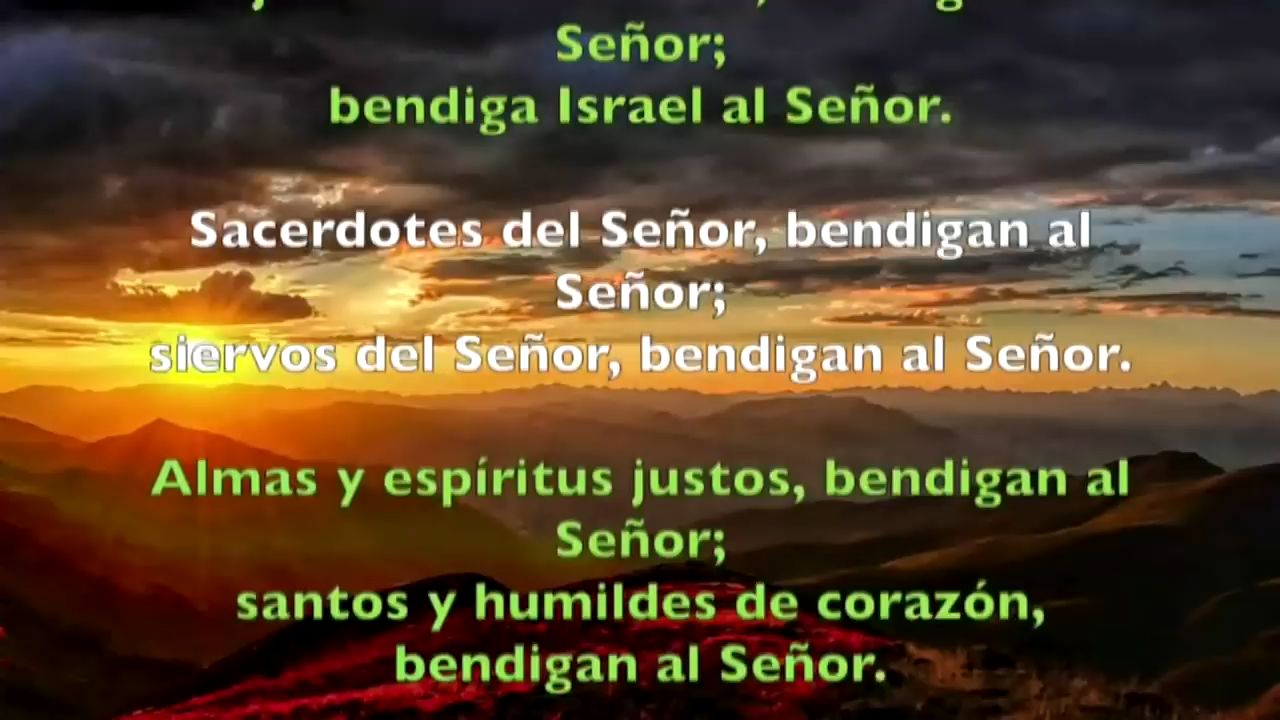 Señor;
bendiga Israel al Señor.
Sacerdotes del Señor, bendigan al
Señor;
siervos del Señor, bendigan al Señor.
Almas y espíritus justos, bendigan al
Señor;
santos y humildes de corazón,
bendigan al Señor.